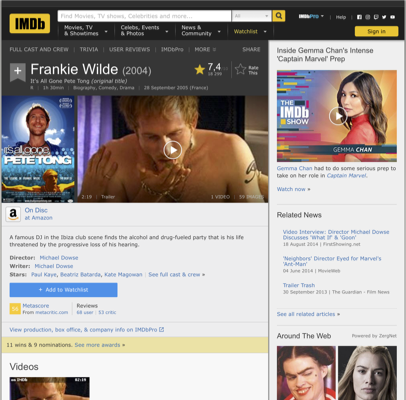 IMDb
Find Movies, TV shows, Celebrities and more...
All
IMDbPro
Help
Movies, TV
& Showtimes
Celebs, Events
& Photos
News &
Community
Watchlist
Sign in
FULL CAST AND CREW | TRIVIA | USER REVIEWS | IMDbPro | MORE
SHARE
Frankie Wilde (2004)
It's All Gone Pete Tong (original title)
1h 30min | Biography, Comedy, Drama | 28 September 2005 (France)
7,4
Rate
This
it's all gone
PETE TONG
2:19 | Trailer
1 VIDEO
On Disc
at Amazon
A famous DJ in the Ibiza club scene finds the alcohol and drug-fueled party that is his life
threatened by the progressive loss of his hearing.
Director: Michael Dowse
Writer: Michael Dowse
Stars: Paul Kaye, Beatriz Batarda, Kate Magowan | See full cast & crew »
+ Add to Watchlist
Metascore
From metacritic.com
Reviews
68 user | 53 critic
View production, box office, & company info on IMDbPro
11 wins & 9 nominations. See more awards »
Videos
Inside Gemma Chan's Intense
'Captain Marvel' Prep
THE
IMDb
SHOW
GEMMA CHAN
Gemma Chan had to do some serious prep
to take on her role in Captain Marvel.
Watch now »
Related News
Video Interview: Director Michael Dowse
Discusses 'What If' & 'Goon'
18 August 2014 | FirstShowing.net
'Neighbors' Director Eyed for Marvel's
'Ant-Man'
04 June 2014 | MovieWeb
Trailer Trash
30 September 2013 | The Guardian - Film News
See all related articles »
Around The Web
Powered by ZergNet